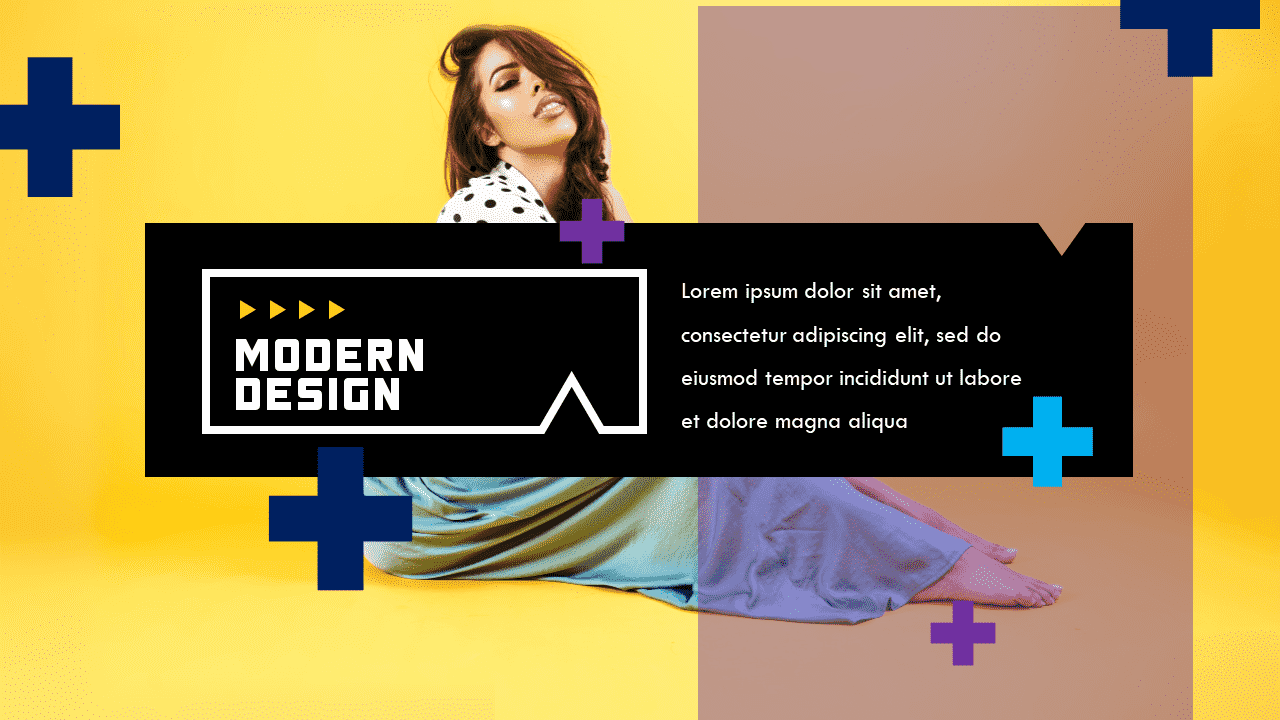 MODERN
DESIGN
Lorem ipsum dolor sit amet,
consectetur adipiscing elit, sed do
eiusmod tempor incididunt ut labore
et dolore magna aliqua